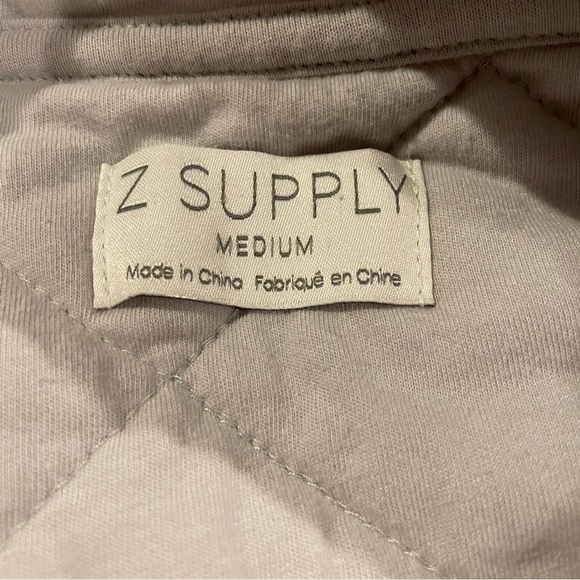 Z SUPPLY
MEDIUM
Made in China Fabriqué en Chine